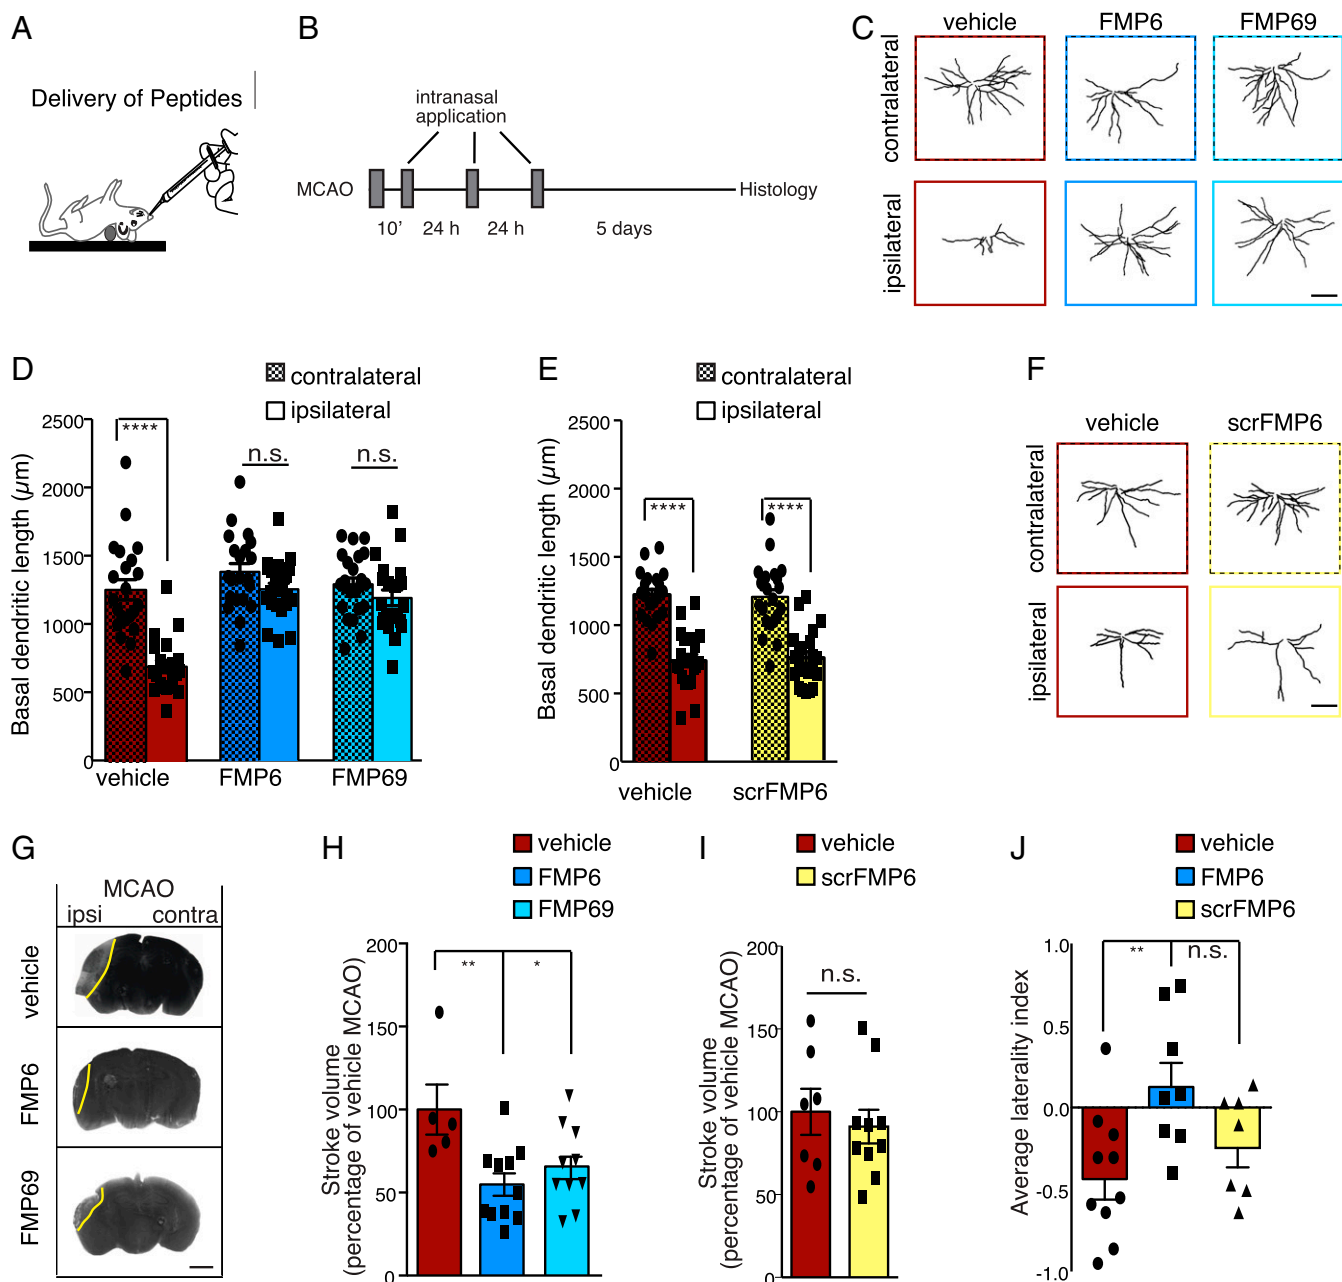 A
Delivery of Peptides
B
intranasal
application
MCAO
Histology
10’ 24 h 24 h 5 days
C
vehicle FMP6 FMP69
contralateral
ipsilateral
D
contralateral
ipsilateral
Basal dendritic length (µm)
2500
2000
1500
1000
500
0
****
n.s.
n.s.
vehicle FMP6 FMP69
E
contralateral
ipsilateral
Basal dendritic length (µm)
2500
2000
1500
1000
500
0
****
****
vehicle scrFMP6
F
vehicle scrFMP6
contralateral
ipsilateral
G
MCAO
ipsi contra
vehicle
FMP6
FMP69
H
vehicle
FMP6
FMP69
Stroke volume
(percentage of vehicle MCAO)
200
150
100
50
0
**
*
I
vehicle
scrFMP6
Stroke volume
(percentage of vehicle MCAO)
200
150
100
50
0
n.s.
J
vehicle
FMP6
scrFMP6
Average laterality index
1.0
0.5
0.0
-0.5
-1.0
**
n.s.